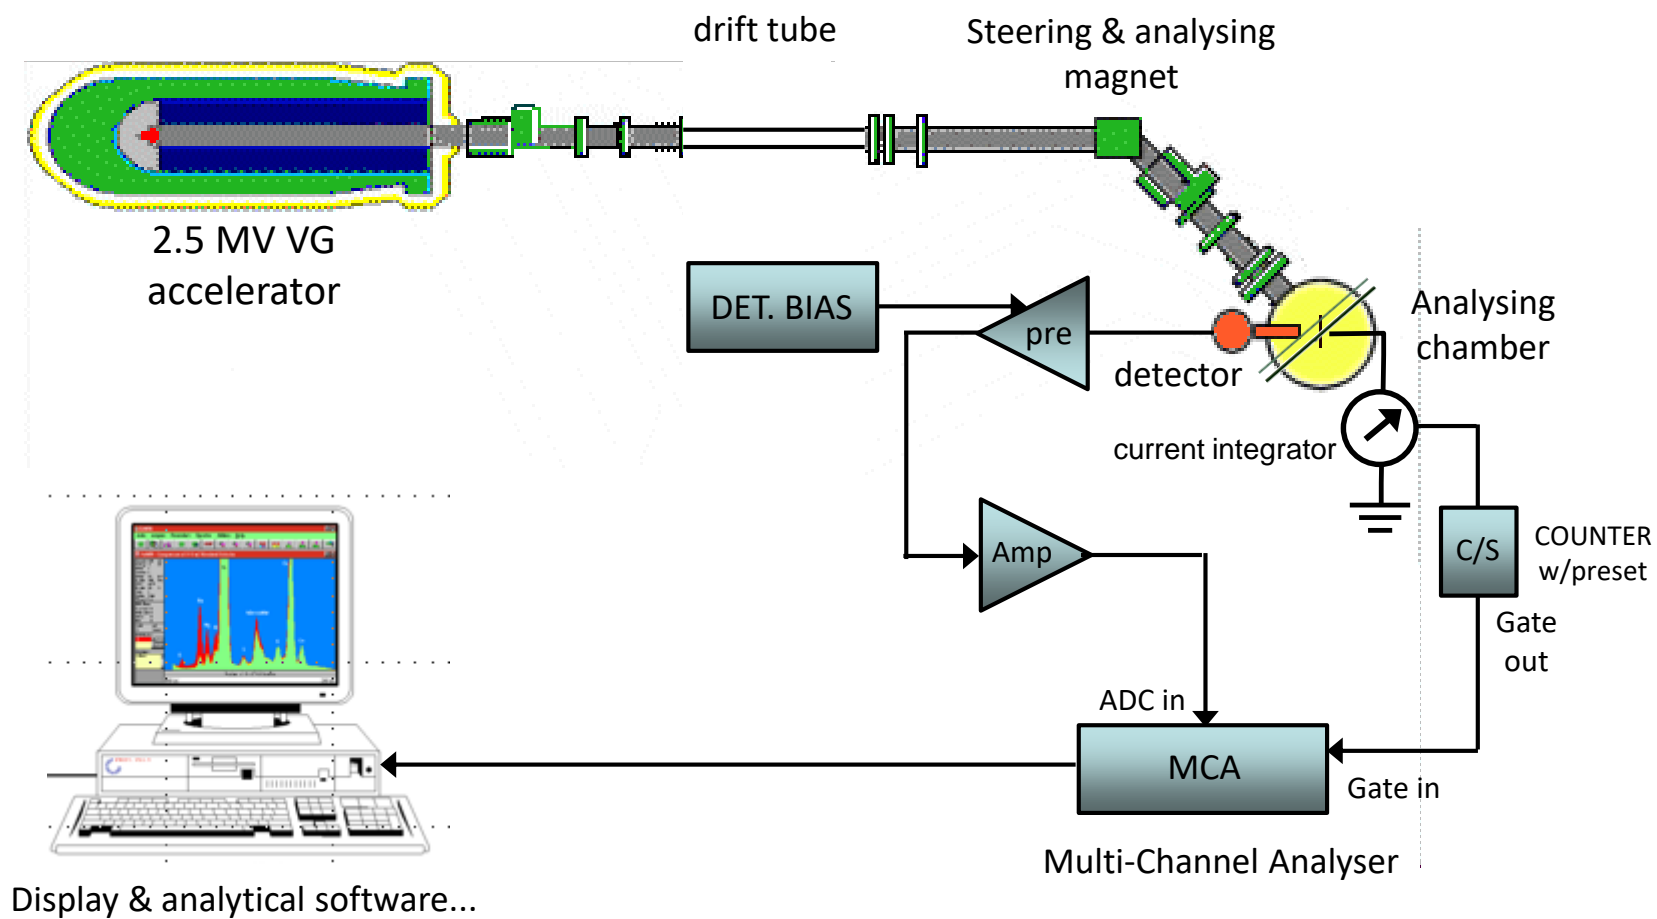 drift tube
Steering & analysing
magnet
2.5 MV VG
accelerator
DET. BIAS
pre
detector
Analysing
chamber
current integrator
Amp
C/S
COUNTER
w/preset
Gate
out
ADC in
MCA
Gate in
Multi-Channel Analyser
Display & analytical software...